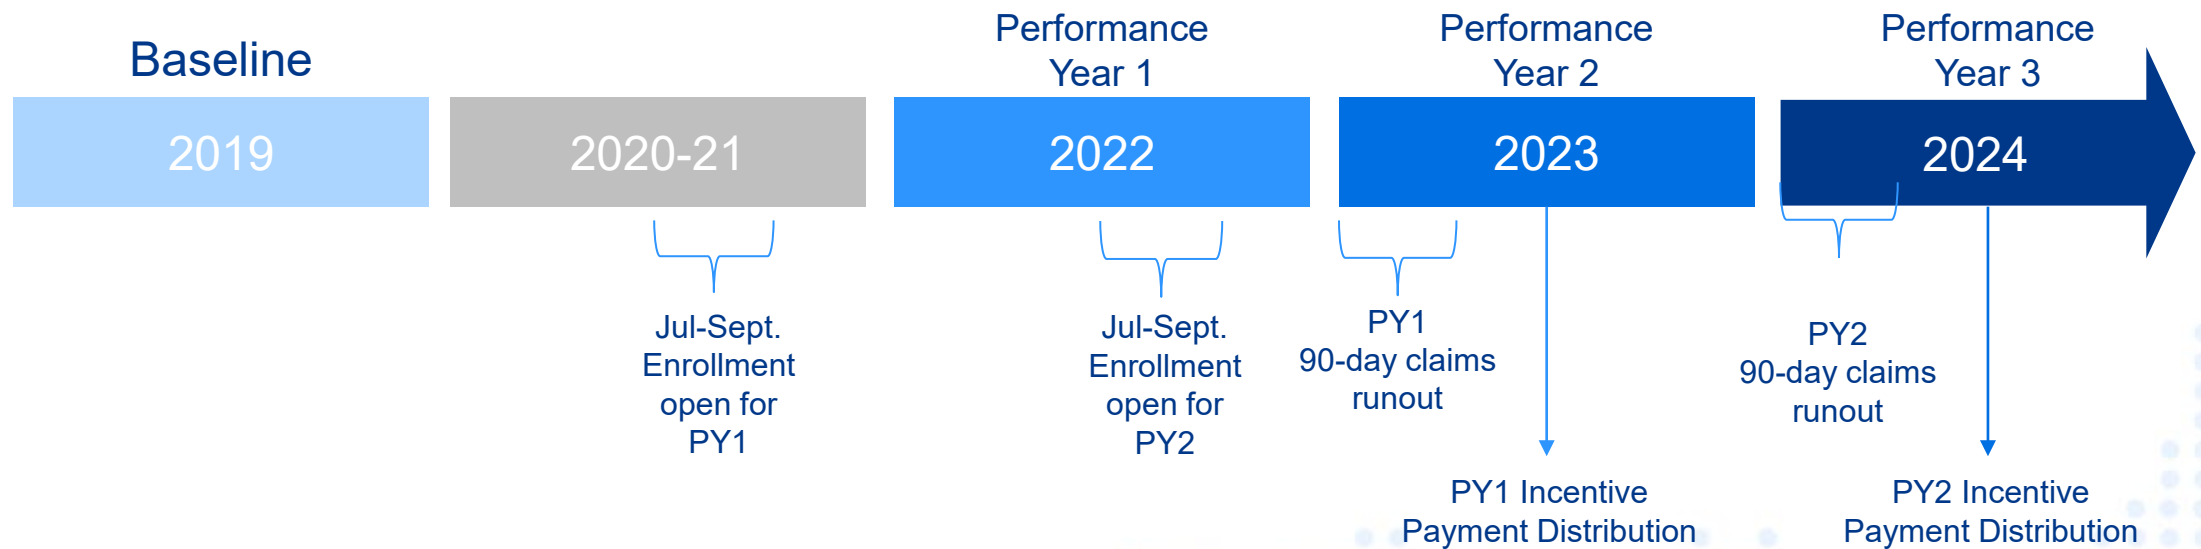 Baseline
Performance
Year 1
Performance
Year 2
Performance
Year 3
2019
2020-21
2022
2023
2024
Jul-Sept.
Enrollment
open for
PY1
Jul-Sept.
Enrollment
open for
PY2
PY1
90-day claims
runout
PY2
90-day claims
runout
PY1 Incentive
Payment Distribution
PY2 Incentive
Payment Distribution